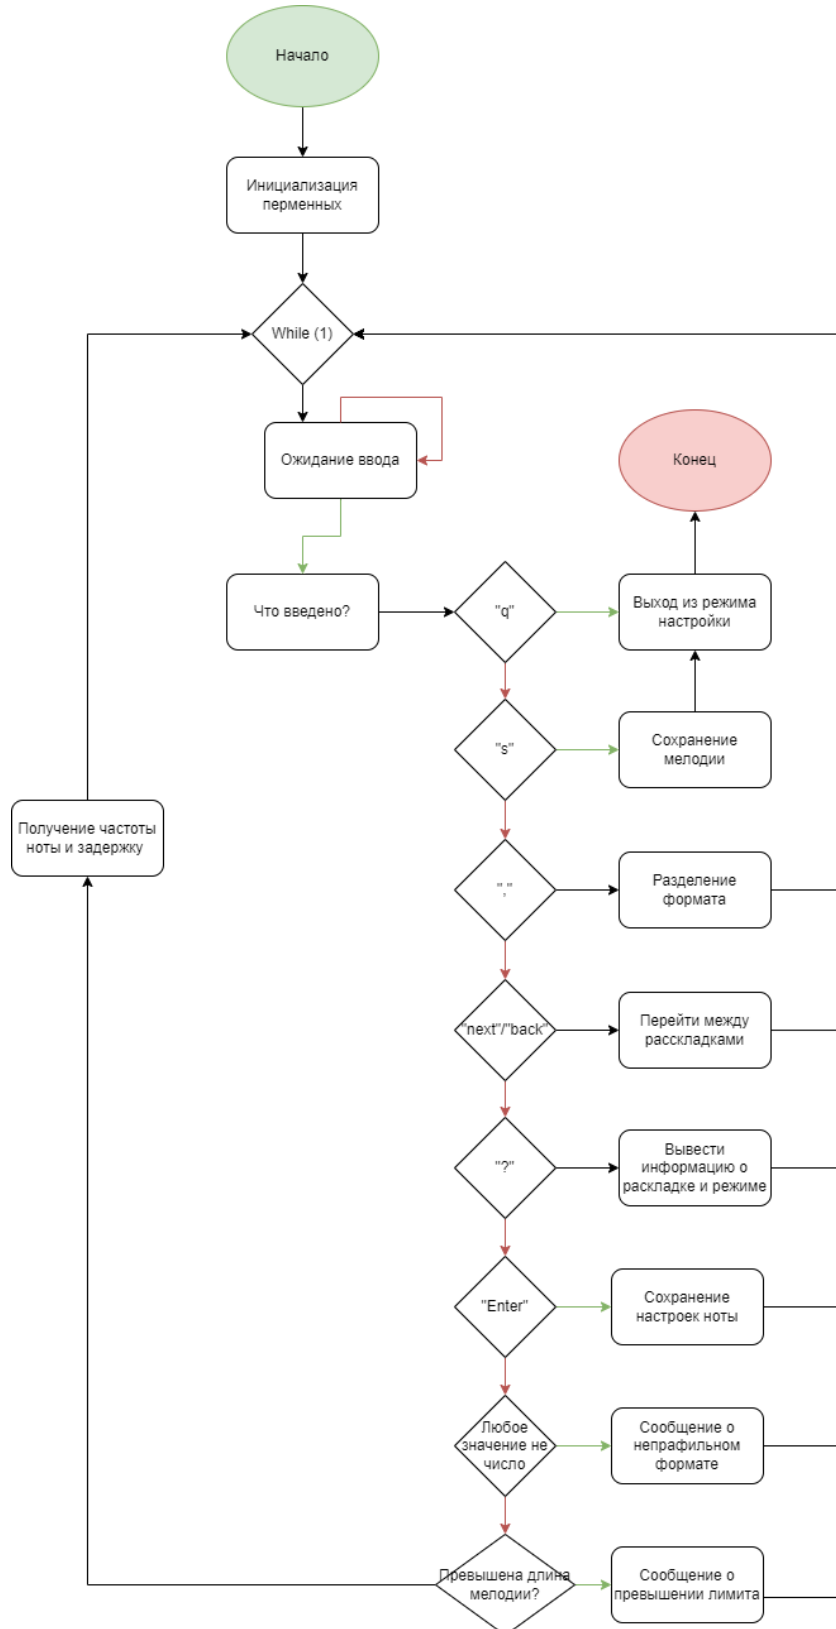 Начало
Инициализация
перменных
While (1)
Ожидание ввода
Конец
Что введено?
"q"
Выход из режима
настройки
"s"
Сохранение
мелодии
Получение частоты
ноты и задержку
","
Разделение
формата
"next"/"back"
Перейти между
расскладками
"?"
Вывести
информацию о
раскладке и режиме
"Enter"
Сохранение
настроек ноты
Любое
значение не
число
Сообщение о
непрафильном
формате
Превышена длина
мелодии?
Сообщение о
превышении лимита